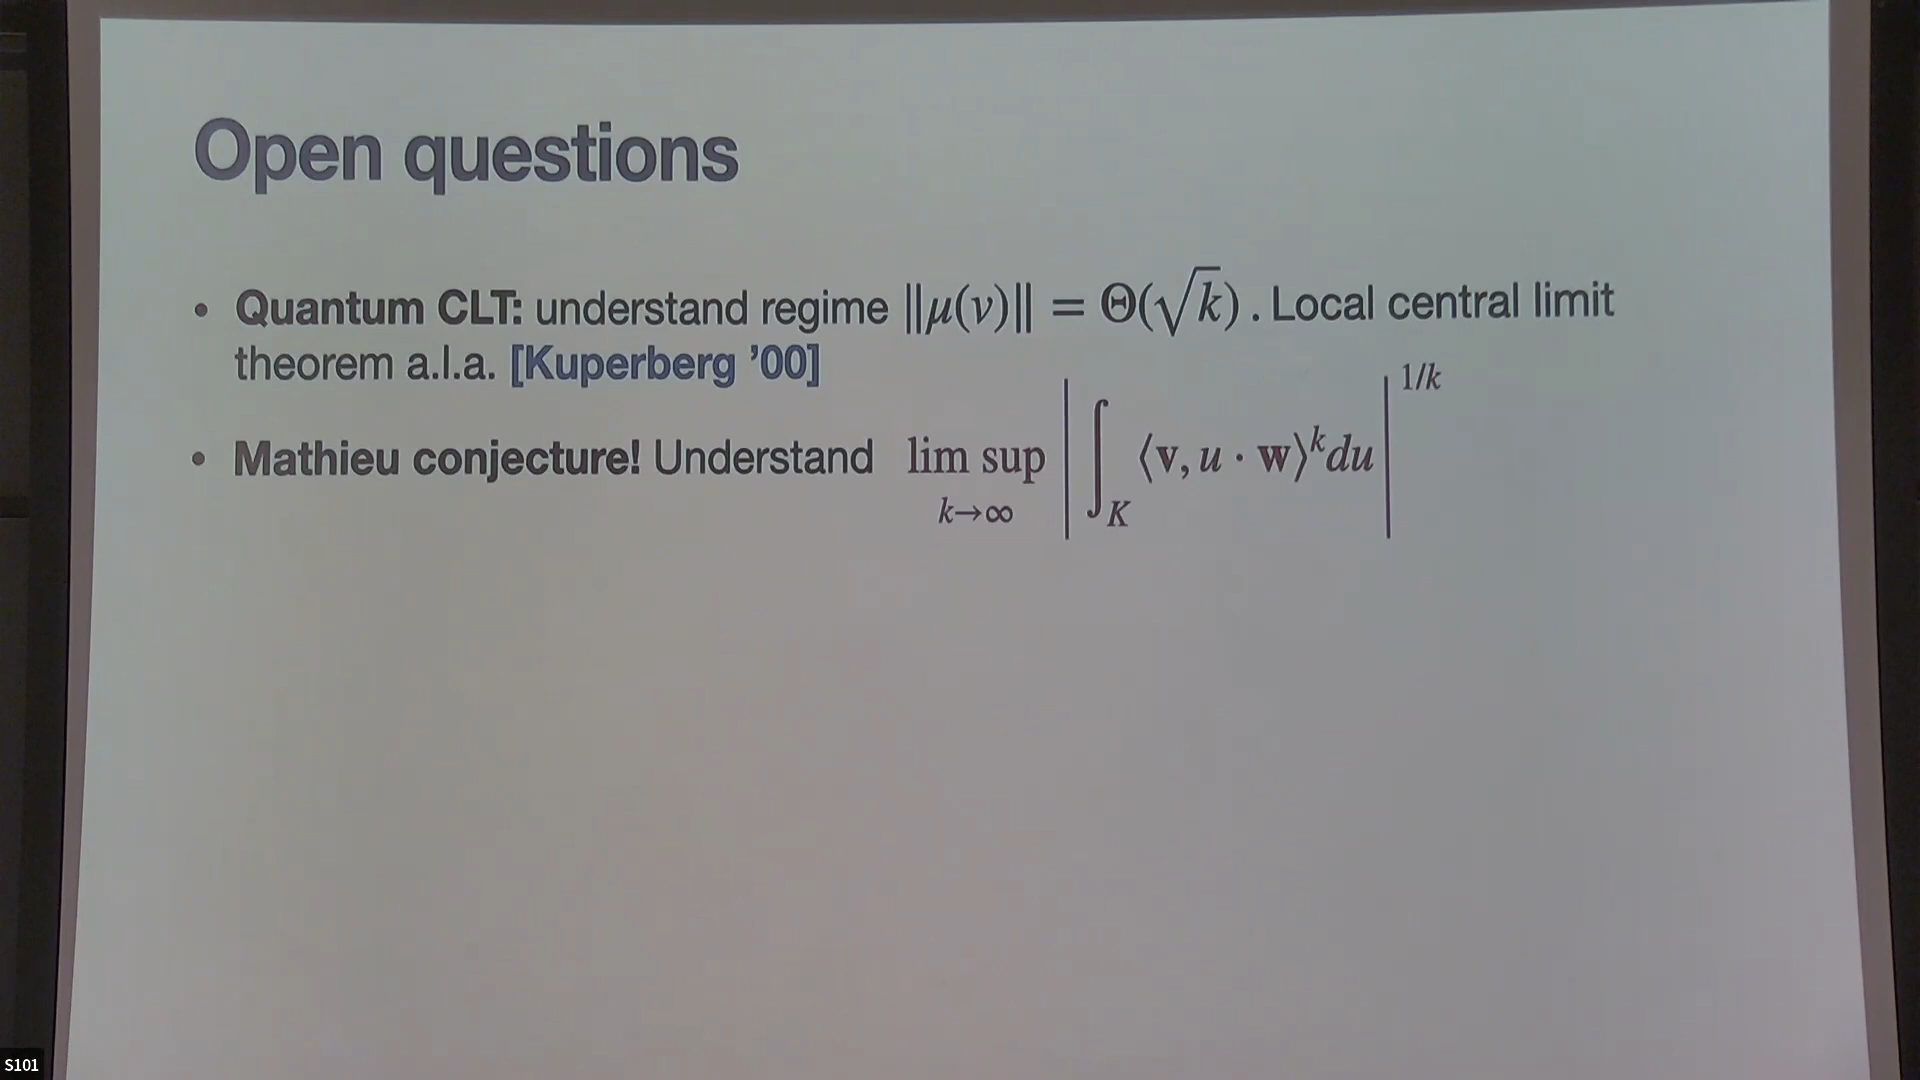 Open questions
• Quantum CLT: understand regime ||μ(v)|| = Θ(√k). Local central limit
theorem a.l.a. [Kuperberg '00]
• Mathieu conjecture! Understand lim sup k→∞ | ∫_K ⟨v, u · w⟩^k du |^1/k
S101